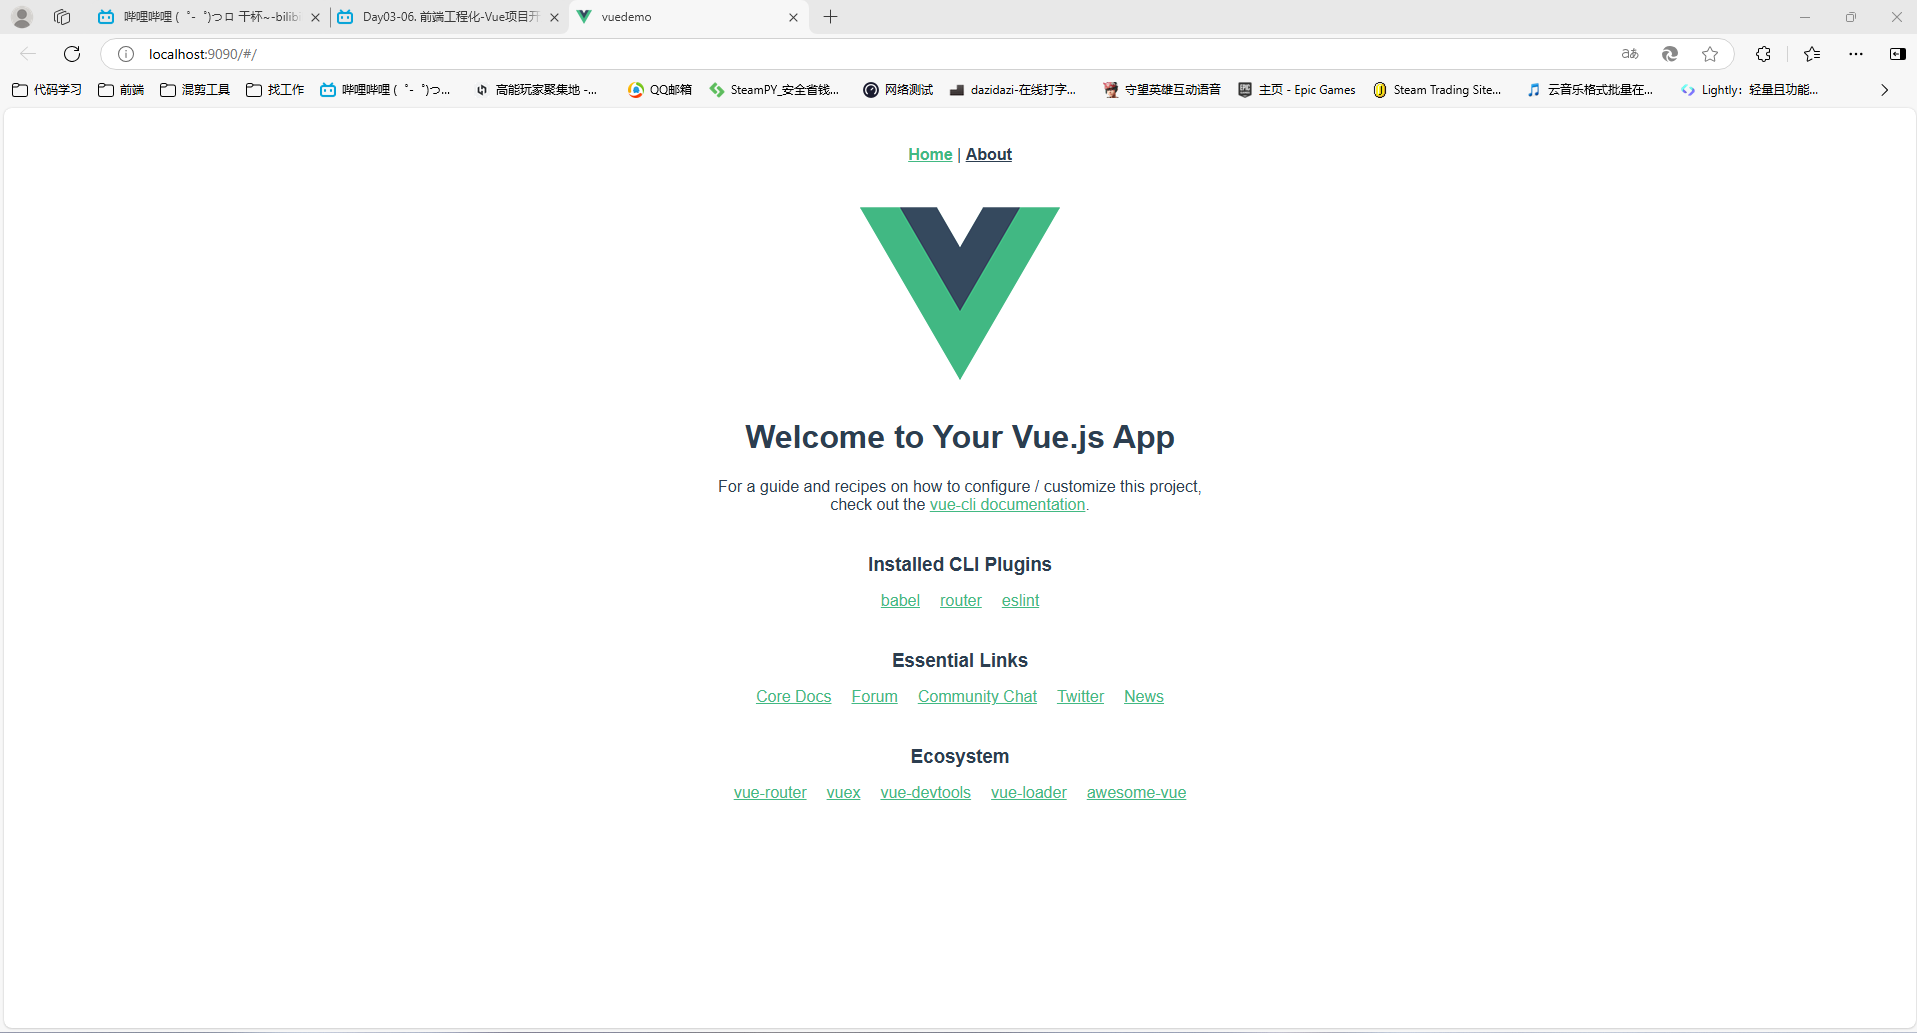 哔哩哔哩 (゜-゜)つロ 干杯~-bilibi
Day03-06. 前端工程化-Vue项目开
vuedemo
localhost:9090/#/
代码学习 前端 混剪工具 找工作 哔哩哔哩 (゜-゜)つ... 高能玩家聚集地 -... QQ邮箱 SteamPY_安全省钱... 网络测试 dazidazi-在线打字... 守望英雄互动语音 主页 - Epic Games Steam Trading Site... 云音乐格式批量在... Lightly：轻量且功能...
Home | About
Welcome to Your Vue.js App
For a guide and recipes on how to configure / customize this project,
check out the vue-cli documentation.
Installed CLI Plugins
babel router eslint
Essential Links
Core Docs Forum Community Chat Twitter News
Ecosystem
vue-router vuex vue-devtools vue-loader awesome-vue